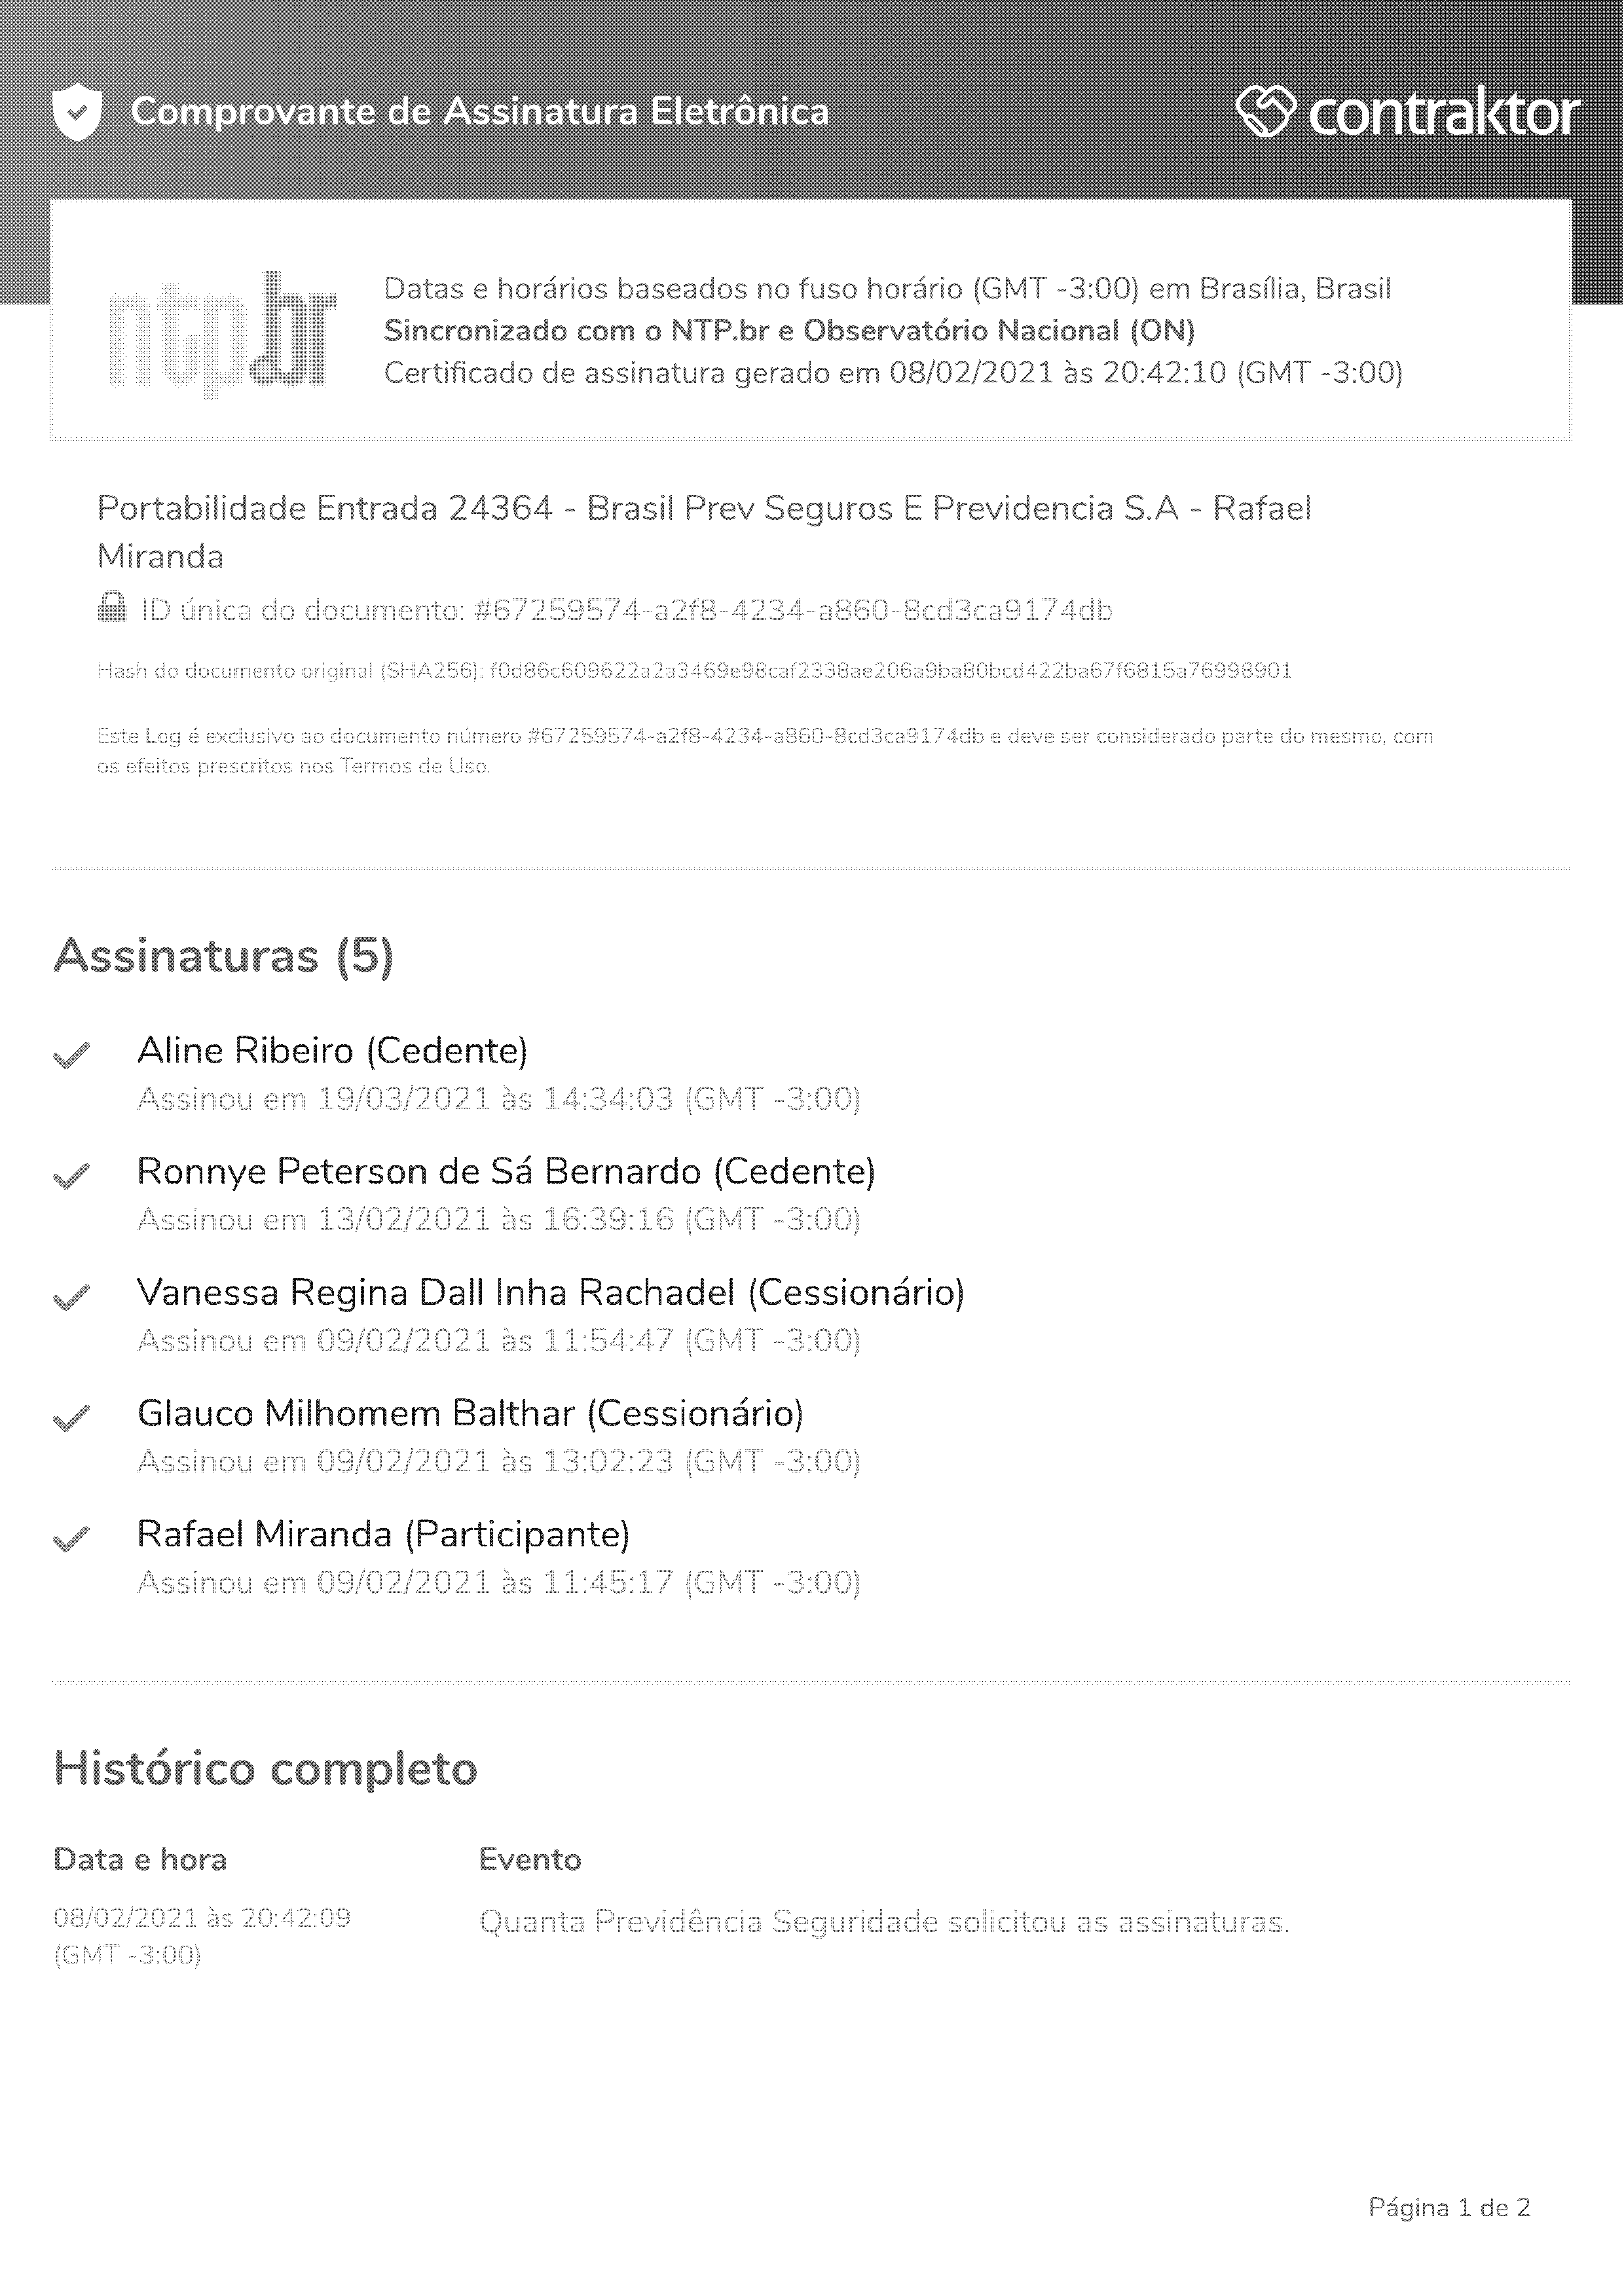 Comprovante de Assinatura Eletrônica
contraktor
ntp.br
Datas e horários baseados no fuso horário (GMT -3:00) em Brasília, Brasil
Sincronizado com o NTP.br e Observatório Nacional (ON)
Certificado de assinatura gerado em 08/02/2021 às 20:42:10 (GMT -3:00)
Portabilidade Entrada 24364 - Brasil Prev Seguros E Previdencia S.A - Rafael
Miranda
ID única do documento: #67259574-a2f8-4234-a860-8cd3ca9174db
Hash do documento original (SHA256): f0d86c609622a2a3469e98caf2338ae206a9ba80bcd422ba67f6815a76998901
Este Log é exclusivo ao documento número #67259574-a2f8-4234-a860-8cd3ca9174db e deve ser considerado parte do mesmo, com
os efeitos prescritos nos Termos de Uso.
Assinaturas (5)
Aline Ribeiro (Cedente)
Assinou em 19/03/2021 às 14:34:03 (GMT -3:00)
Ronnye Peterson de Sá Bernardo (Cedente)
Assinou em 13/02/2021 às 16:39:16 (GMT -3:00)
Vanessa Regina Dall Inha Rachadel (Cessionário)
Assinou em 09/02/2021 às 11:54:47 (GMT -3:00)
Glauco Milhomem Balthar (Cessionário)
Assinou em 09/02/2021 às 13:02:23 (GMT -3:00)
Rafael Miranda (Participante)
Assinou em 09/02/2021 às 11:45:17 (GMT -3:00)
Histórico completo
Data e hora Evento
08/02/2021 às 20:42:09 Quanta Previdência Seguridade solicitou as assinaturas.
(GMT -3:00)
Página 1 de 2